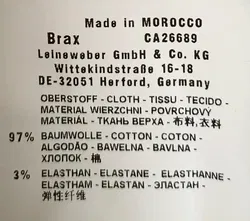 Made in MOROCCO
Brax CA26689
Leineweber GmbH & Co. KG
Wittekindstraße 16-18
DE-32051 Herford, Germany
OBERSTOFF - CLOTH - TISSU - TECIDO -
MATERIAL WIERZCHNI - POVRCHOVÝ
MATERIÁL - ТКАНЬ ВЕРХА - 布料, 衣料
97% BAUMWOLLE - COTTON - COTON -
ALGODÃO - BAWELNA - BAVLNA -
ХЛОПОК - 棉
3% ELASTHAN - ELASTANE - ELASTHANNE -
ELASTHAM - ELASTAN - ЭЛАСТАН -
弹性纤维